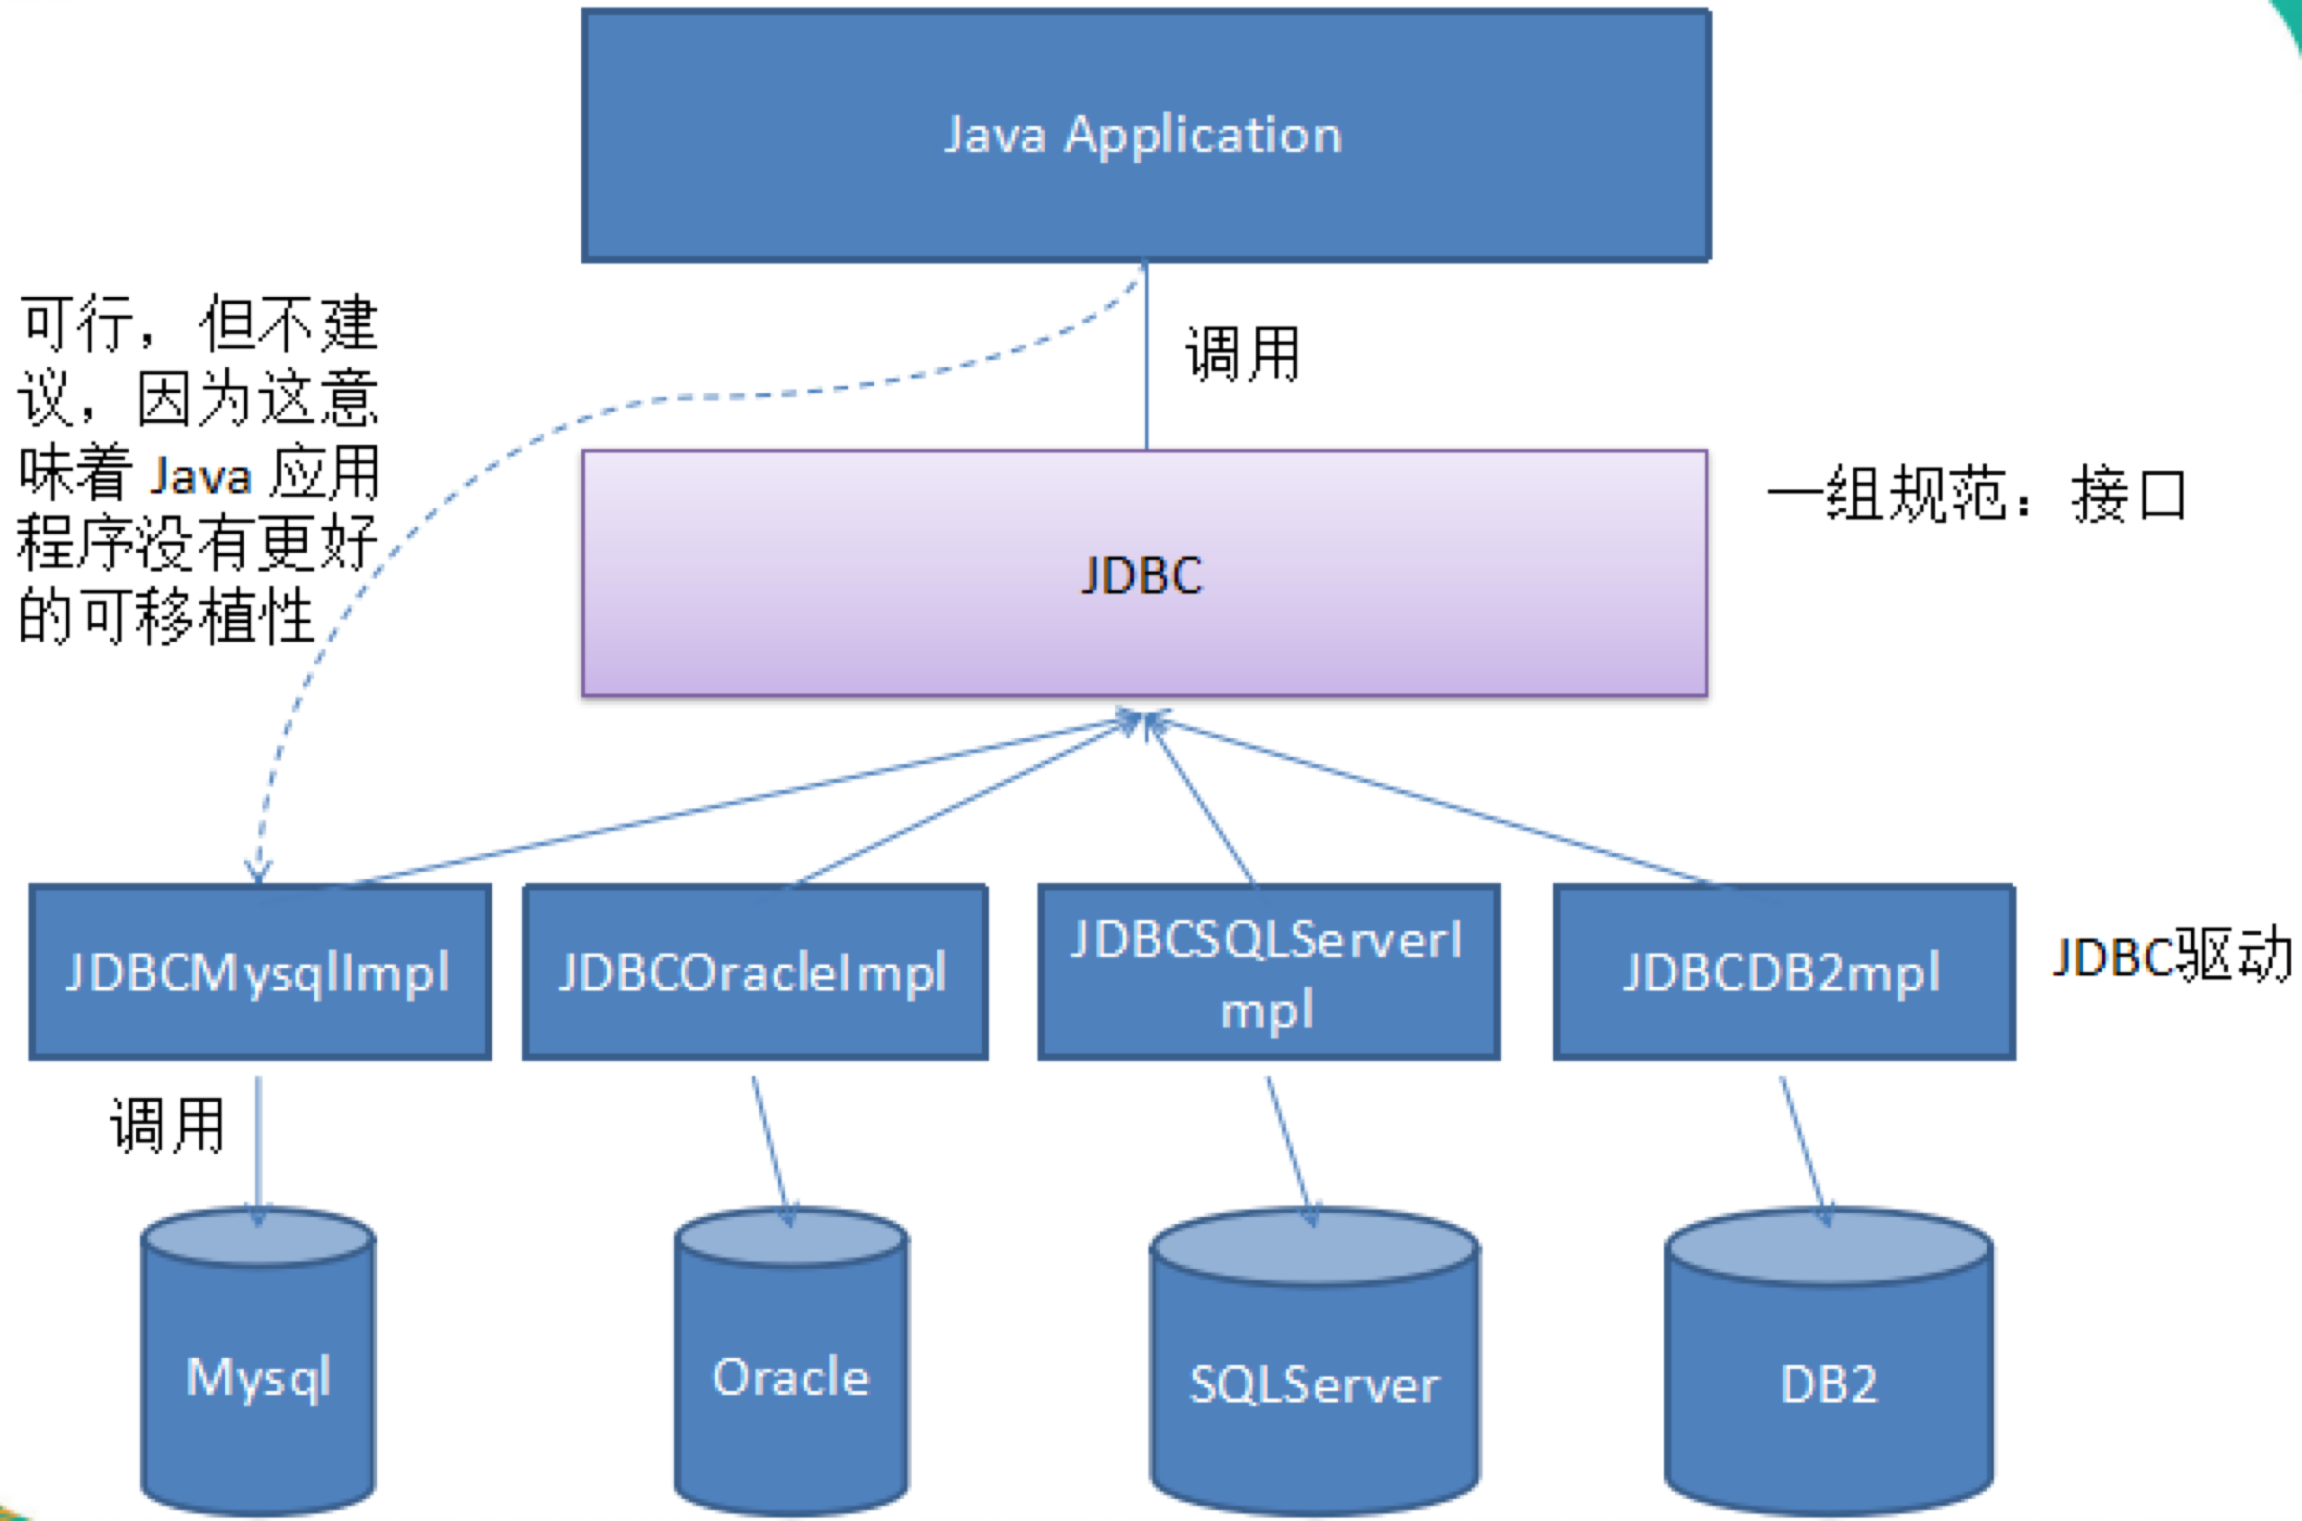 Java Application
可行，但不建
议，因为这意
味着 Java 应用
程序没有更好
的可移植性
调用
一组规范：接口
JDBC
JDBCMysqlImpl
JDBCOracleImpl
JDBCSQLServerI
mpl
JDBCDB2mpl
JDBC驱动
调用
Mysql
Oracle
SQLServer
DB2